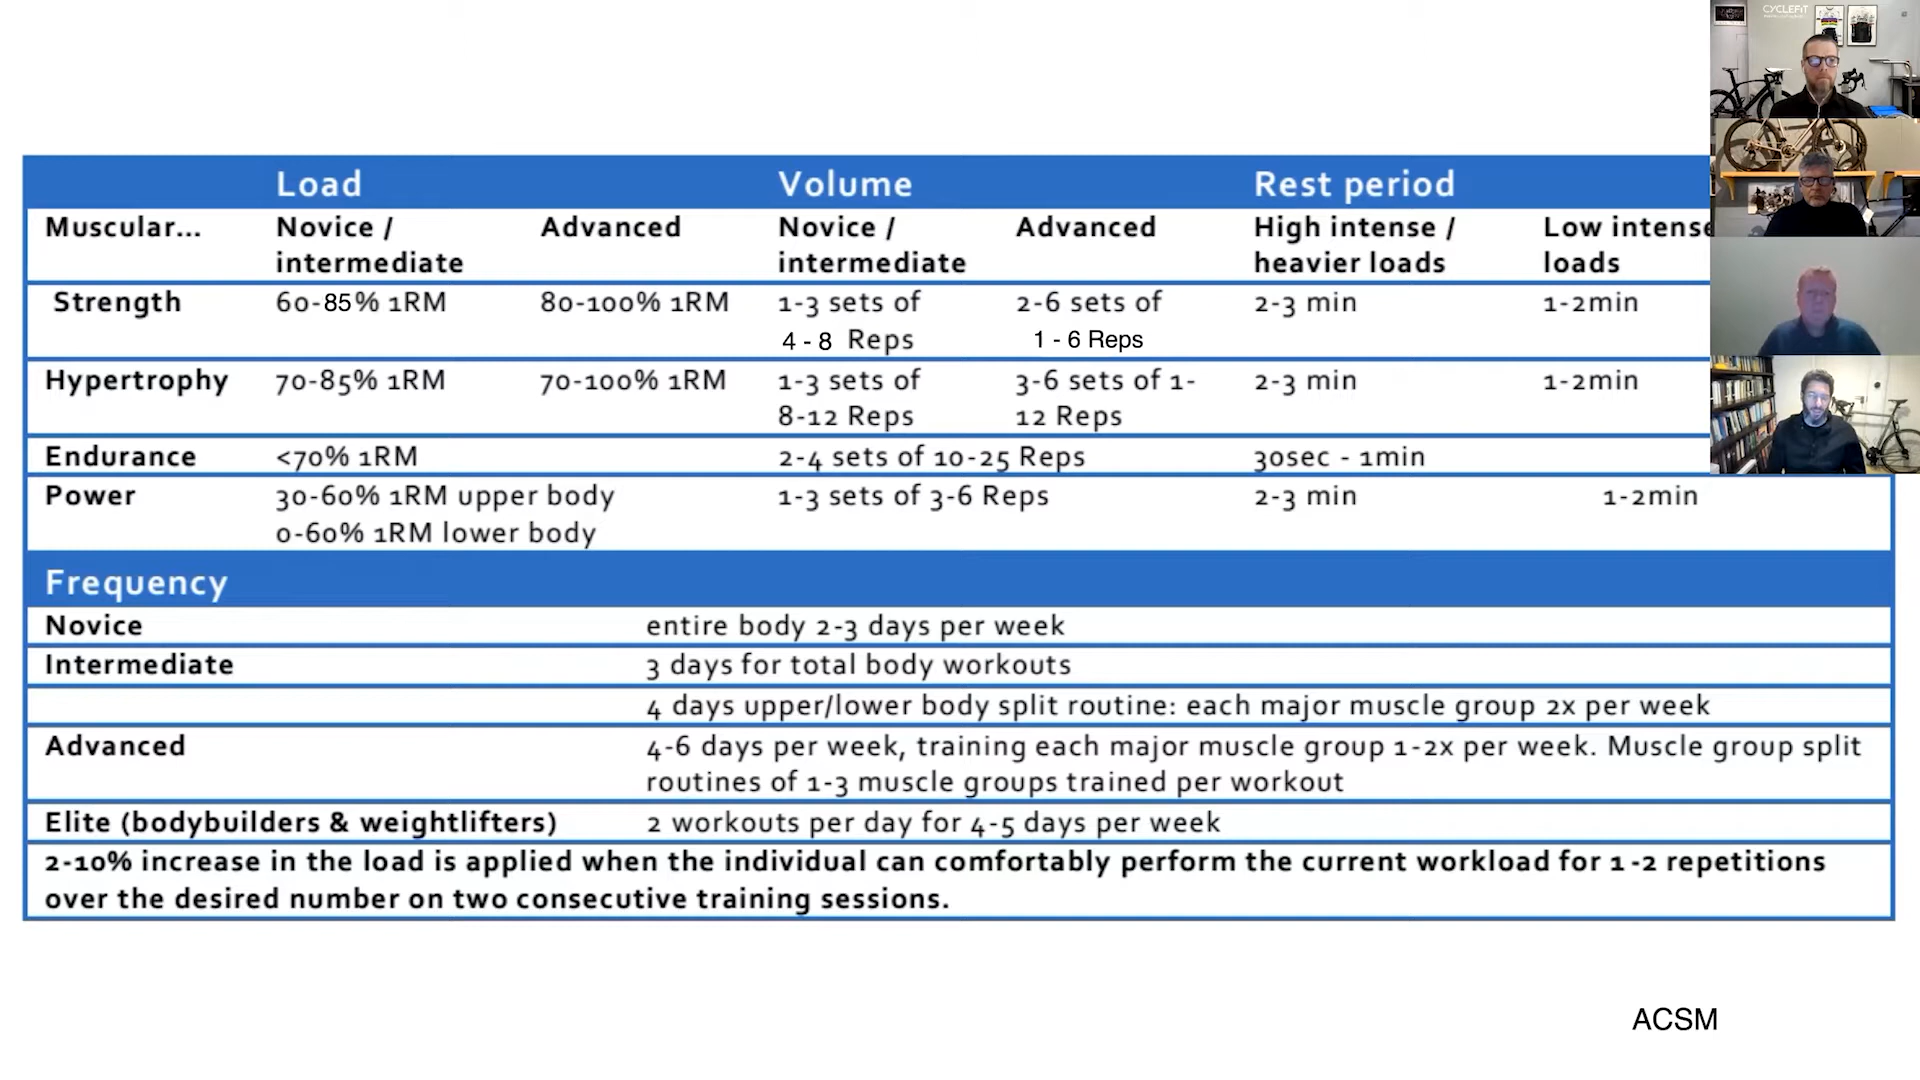 CYCLEFIT
Load Volume Rest period
Muscular... Novice / Advanced Novice / Advanced High intense / Low intense
intermediate intermediate heavier loads loads
Strength 60-85% 1RM 80-100% 1RM 1-3 sets of 2-6 sets of 2-3 min 1-2min
4 - 8 Reps 1 - 6 Reps
Hypertrophy 70-85% 1RM 70-100% 1RM 1-3 sets of 3-6 sets of 1- 2-3 min 1-2min
8-12 Reps 12 Reps
Endurance <70% 1RM 2-4 sets of 10-25 Reps 30sec - 1min
Power 30-60% 1RM upper body 1-3 sets of 3-6 Reps 2-3 min 1-2min
0-60% 1RM lower body
Frequency
Novice entire body 2-3 days per week
Intermediate 3 days for total body workouts
4 days upper/lower body split routine: each major muscle group 2x per week
Advanced 4-6 days per week, training each major muscle group 1-2x per week. Muscle group split
routines of 1-3 muscle groups trained per workout
Elite (bodybuilders & weightlifters) 2 workouts per day for 4-5 days per week
2-10% increase in the load is applied when the individual can comfortably perform the current workload for 1 -2 repetitions
over the desired number on two consecutive training sessions.
ACSM